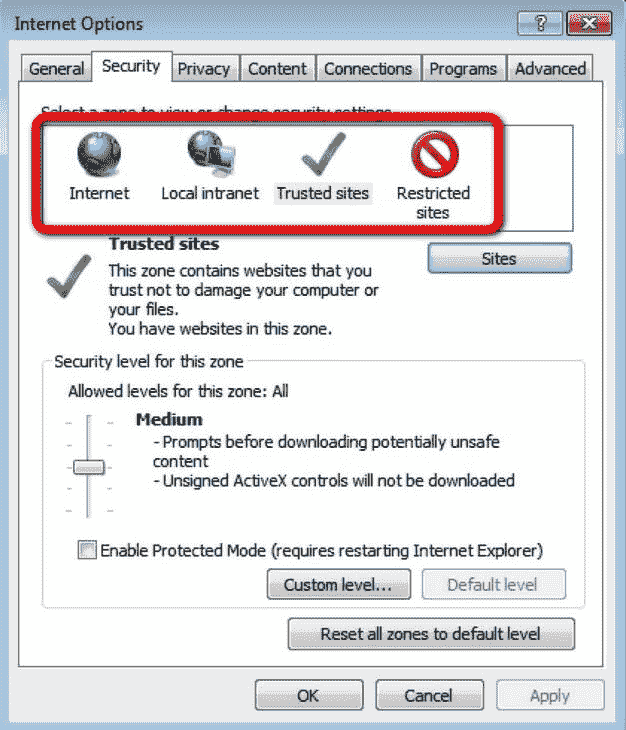 Internet Options
General Security Privacy Content Connections Programs Advanced
Select a zone to view or change security settings.
Internet Local intranet Trusted sites Restricted
sites
Trusted sites
Sites
This zone contains websites that you
trust not to damage your computer or
your files.
You have websites in this zone.
Security level for this zone
Allowed levels for this zone: All
Medium
- Prompts before downloading potentially unsafe
content
- Unsigned ActiveX controls will not be downloaded
Enable Protected Mode (requires restarting Internet Explorer)
Custom level... Default level
Reset all zones to default level
OK Cancel Apply